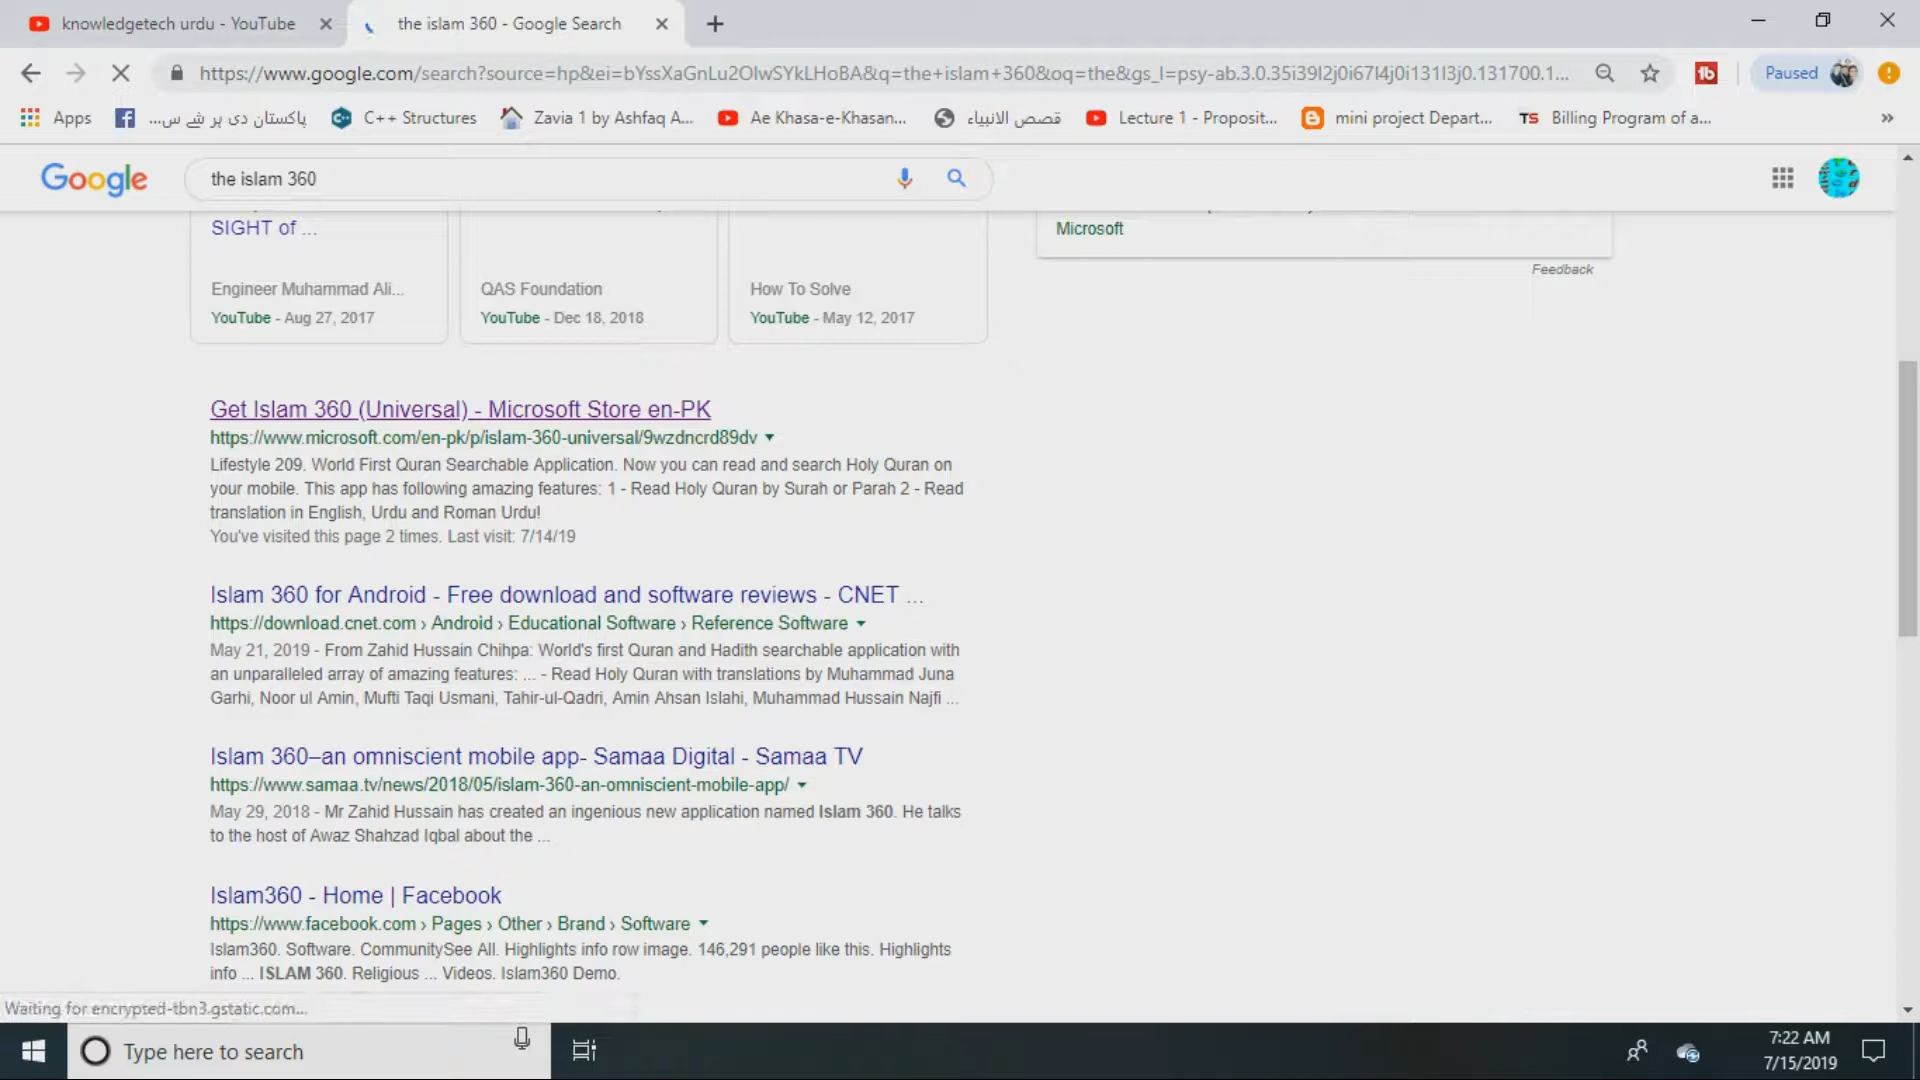 knowledgetech urdu - YouTube
the islam 360 - Google Search
https://www.google.com/search?source=hp&ei=bYssXaGnLu2OlwSYkLHoBA&q=the+islam+360&oq=the&gs_l=psy-ab.3.0.35i39l2j0i67l4j0i131l3j0.131700.1...
Paused
Apps
پاکستان دی ہر شے س...
C++ Structures
Zavia 1 by Ashfaq A...
Ae Khasa-e-Khasan...
قصص الانبیاء
Lecture 1 - Proposit...
mini project Depart...
TS
Billing Program of a...
»
Google
the islam 360
SIGHT of ...
Microsoft
Feedback
Engineer Muhammad Ali...
QAS Foundation
How To Solve
YouTube - Aug 27, 2017
YouTube - Dec 18, 2018
YouTube - May 12, 2017
Get Islam 360 (Universal) - Microsoft Store en-PK
https://www.microsoft.com/en-pk/p/islam-360-universal/9wzdncrd89dv
Lifestyle 209. World First Quran Searchable Application. Now you can read and search Holy Quran on
your mobile. This app has following amazing features: 1 - Read Holy Quran by Surah or Parah 2 - Read
translation in English, Urdu and Roman Urdu!
You've visited this page 2 times. Last visit: 7/14/19
Islam 360 for Android - Free download and software reviews - CNET ...
https://download.cnet.com › Android › Educational Software › Reference Software
May 21, 2019 - From Zahid Hussain Chihpa: World's first Quran and Hadith searchable application with
an unparalleled array of amazing features: ... - Read Holy Quran with translations by Muhammad Juna
Garhi, Noor ul Amin, Mufti Taqi Usmani, Tahir-ul-Qadri, Amin Ahsan Islahi, Muhammad Hussain Najfi ...
Islam 360–an omniscient mobile app- Samaa Digital - Samaa TV
https://www.samaa.tv/news/2018/05/islam-360-an-omniscient-mobile-app/
May 29, 2018 - Mr Zahid Hussain has created an ingenious new application named Islam 360. He talks
to the host of Awaz Shahzad Iqbal about the ...
Islam360 - Home | Facebook
https://www.facebook.com › Pages › Other › Brand › Software
Islam360. Software. CommunitySee All. Highlights info row image. 146,291 people like this. Highlights
info ... ISLAM 360. Religious ... Videos. Islam360 Demo.
Waiting for encrypted-tbn3.gstatic.com...
Type here to search
7:22 AM
7/15/2019